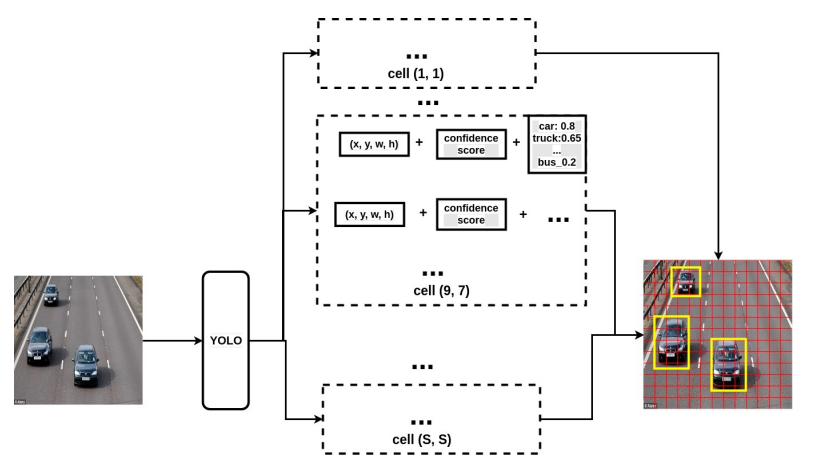 ...
cell (1, 1)
...
(x, y, w, h) + confidence score + car: 0.8
truck:0.65
...
bus_0.2
(x, y, w, h) + confidence score + ...
...
cell (9, 7)
YOLO
...
...
cell (S, S)